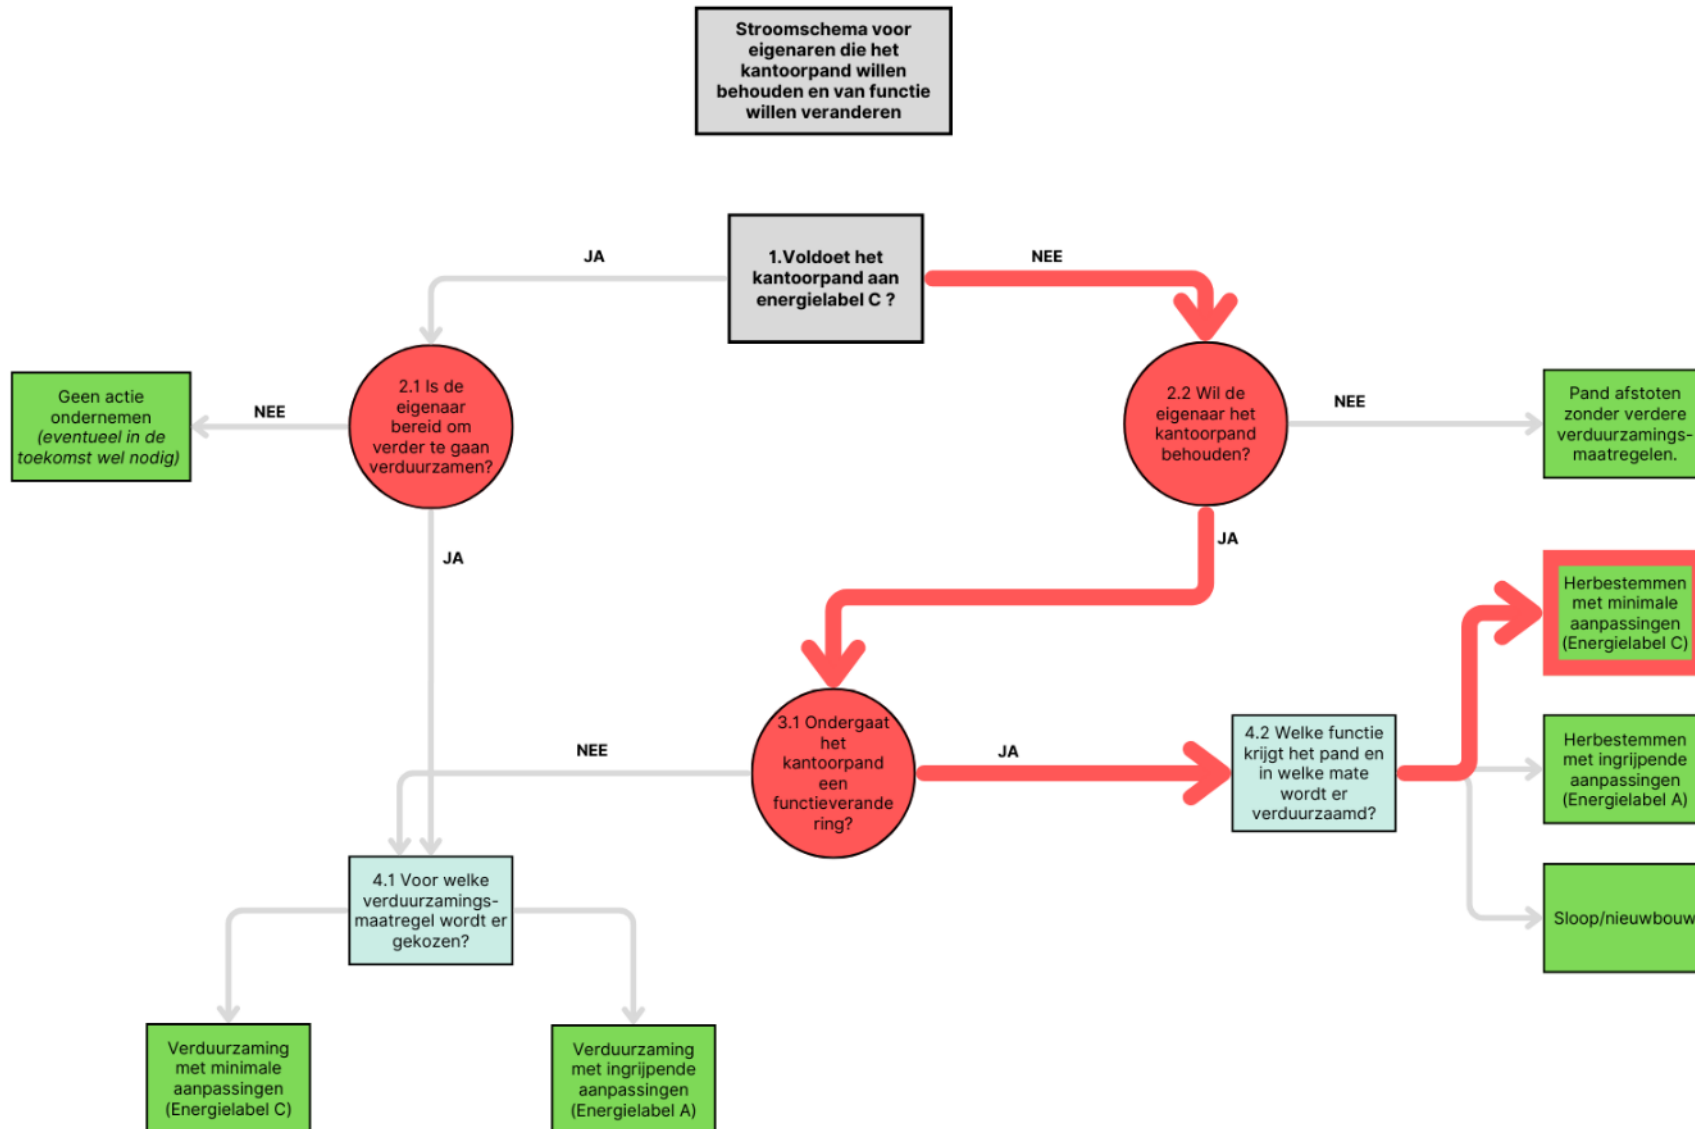 Stroomschema voor
eigenaren die het
kantoorpand willen
behouden en van functie
willen veranderen
JA
1.Voldoet het
kantoorpand aan
energielabel C ?
NEE
Geen actie
ondernemen
(eventueel in de
toekomst wel nodig)
NEE
2.1 Is de
eigenaar
bereid om
verder te gaan
verduurzamen?
2.2 Wil de
eigenaar het
kantoorpand
behouden?
NEE
Pand afstoten
zonder verdere
verduurzamings-
maatregelen.
JA
JA
Herbestemmen
met minimale
aanpassingen
(Energielabel C)
NEE
3.1 Ondergaat
het
kantoorpand
een
functieverande
ring?
JA
4.2 Welke functie
krijgt het pand en
in welke mate
wordt er
verduurzaamd?
Herbestemmen
met ingrijpende
aanpassingen
(Energielabel A)
4.1 Voor welke
verduurzamings-
maatregel wordt er
gekozen?
Sloop/nieuwbouw
Verduurzaming
met minimale
aanpassingen
(Energielabel C)
Verduurzaming
met ingrijpende
aanpassingen
(Energielabel A)